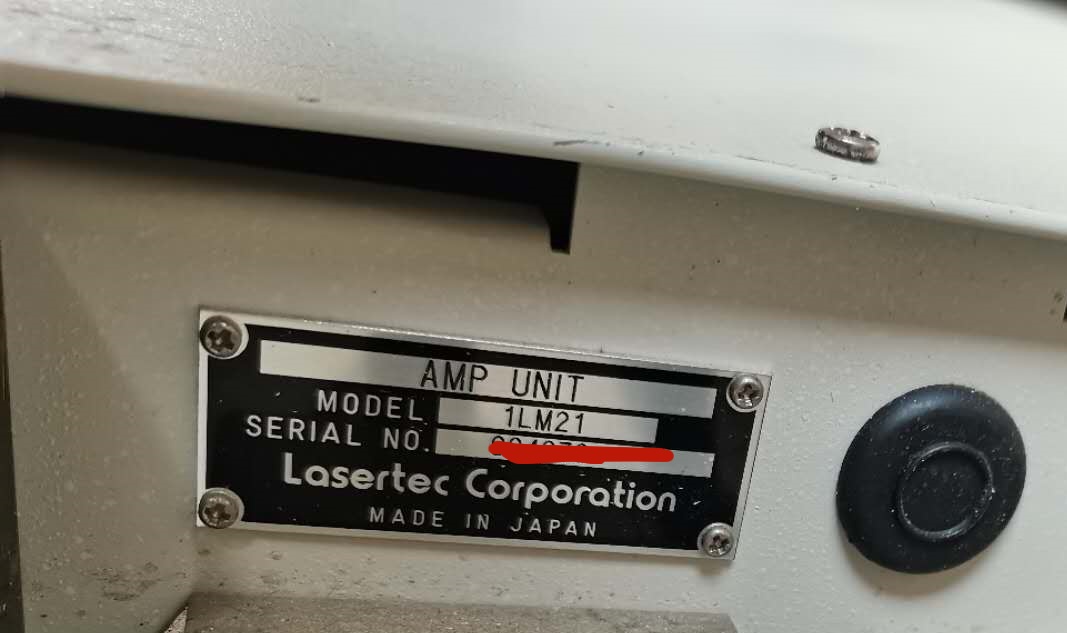 AMP UNIT
MODEL 1LM21
SERIAL NO.
Lasertec Corporation
MADE IN JAPAN